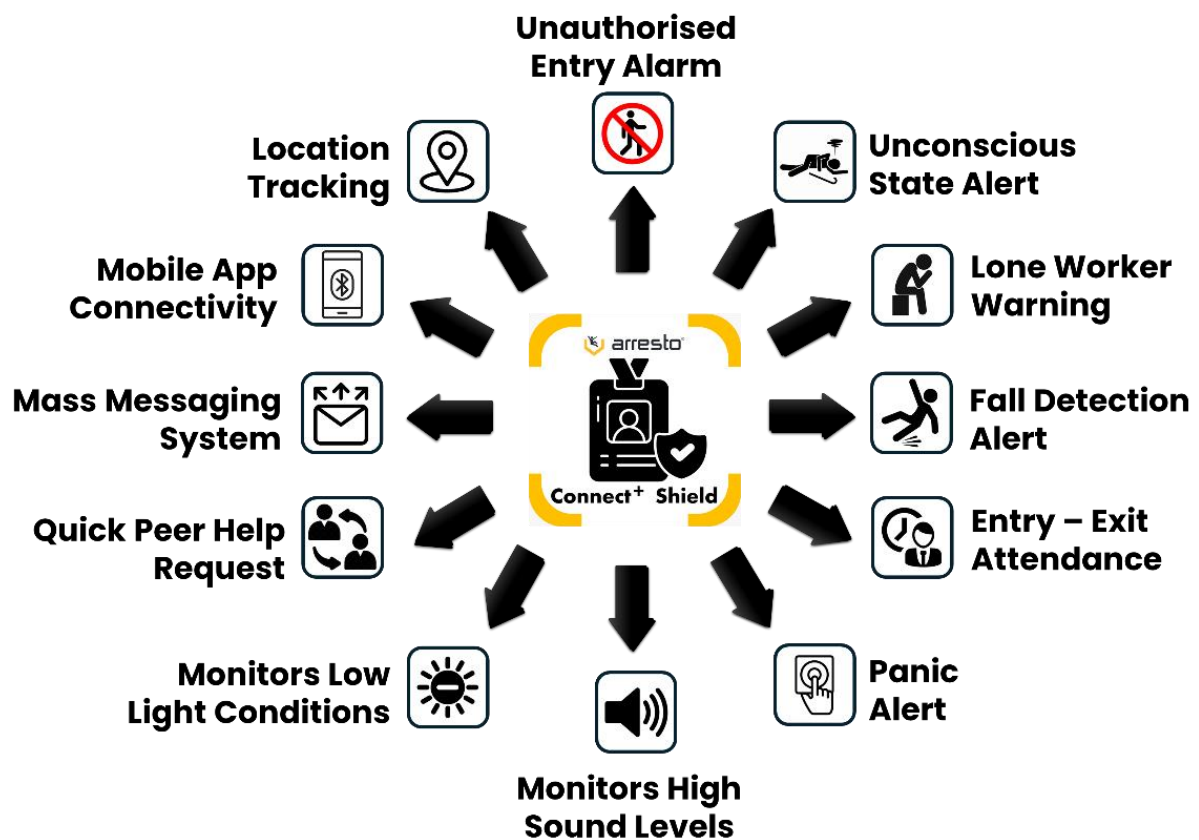 Unauthorised
Entry Alarm
Location
Tracking
Unconscious
State Alert
Mobile App
Connectivity
Lone Worker
Warning
arresto
Mass Messaging
System
Fall Detection
Alert
Connect+ Shield
Quick Peer Help
Request
Entry – Exit
Attendance
Monitors Low
Light Conditions
Panic
Alert
Monitors High
Sound Levels